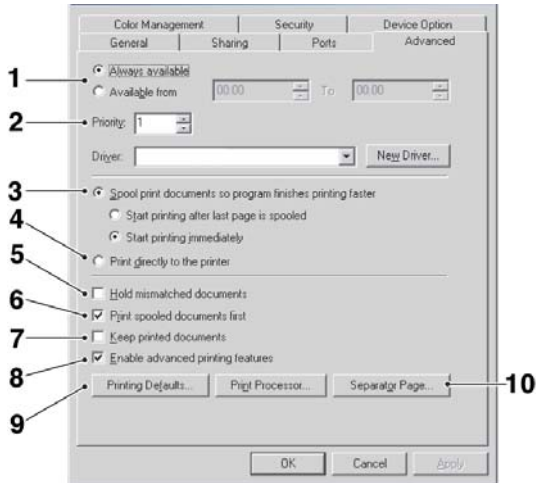 Color Management Security Device Option
General Sharing Ports Advanced
1 Always available
Available from 00:00 To 00:00
2 Priority: 1
Driver: New Driver...
3 Spool print documents so program finishes printing faster
Start printing after last page is spooled
4 Start printing immediately
Print directly to the printer
5 Hold mismatched documents
6 Print spooled documents first
7 Keep printed documents
8 Enable advanced printing features
9 Printing Defaults... Print Processor... Separator Page... 10
OK Cancel Apply